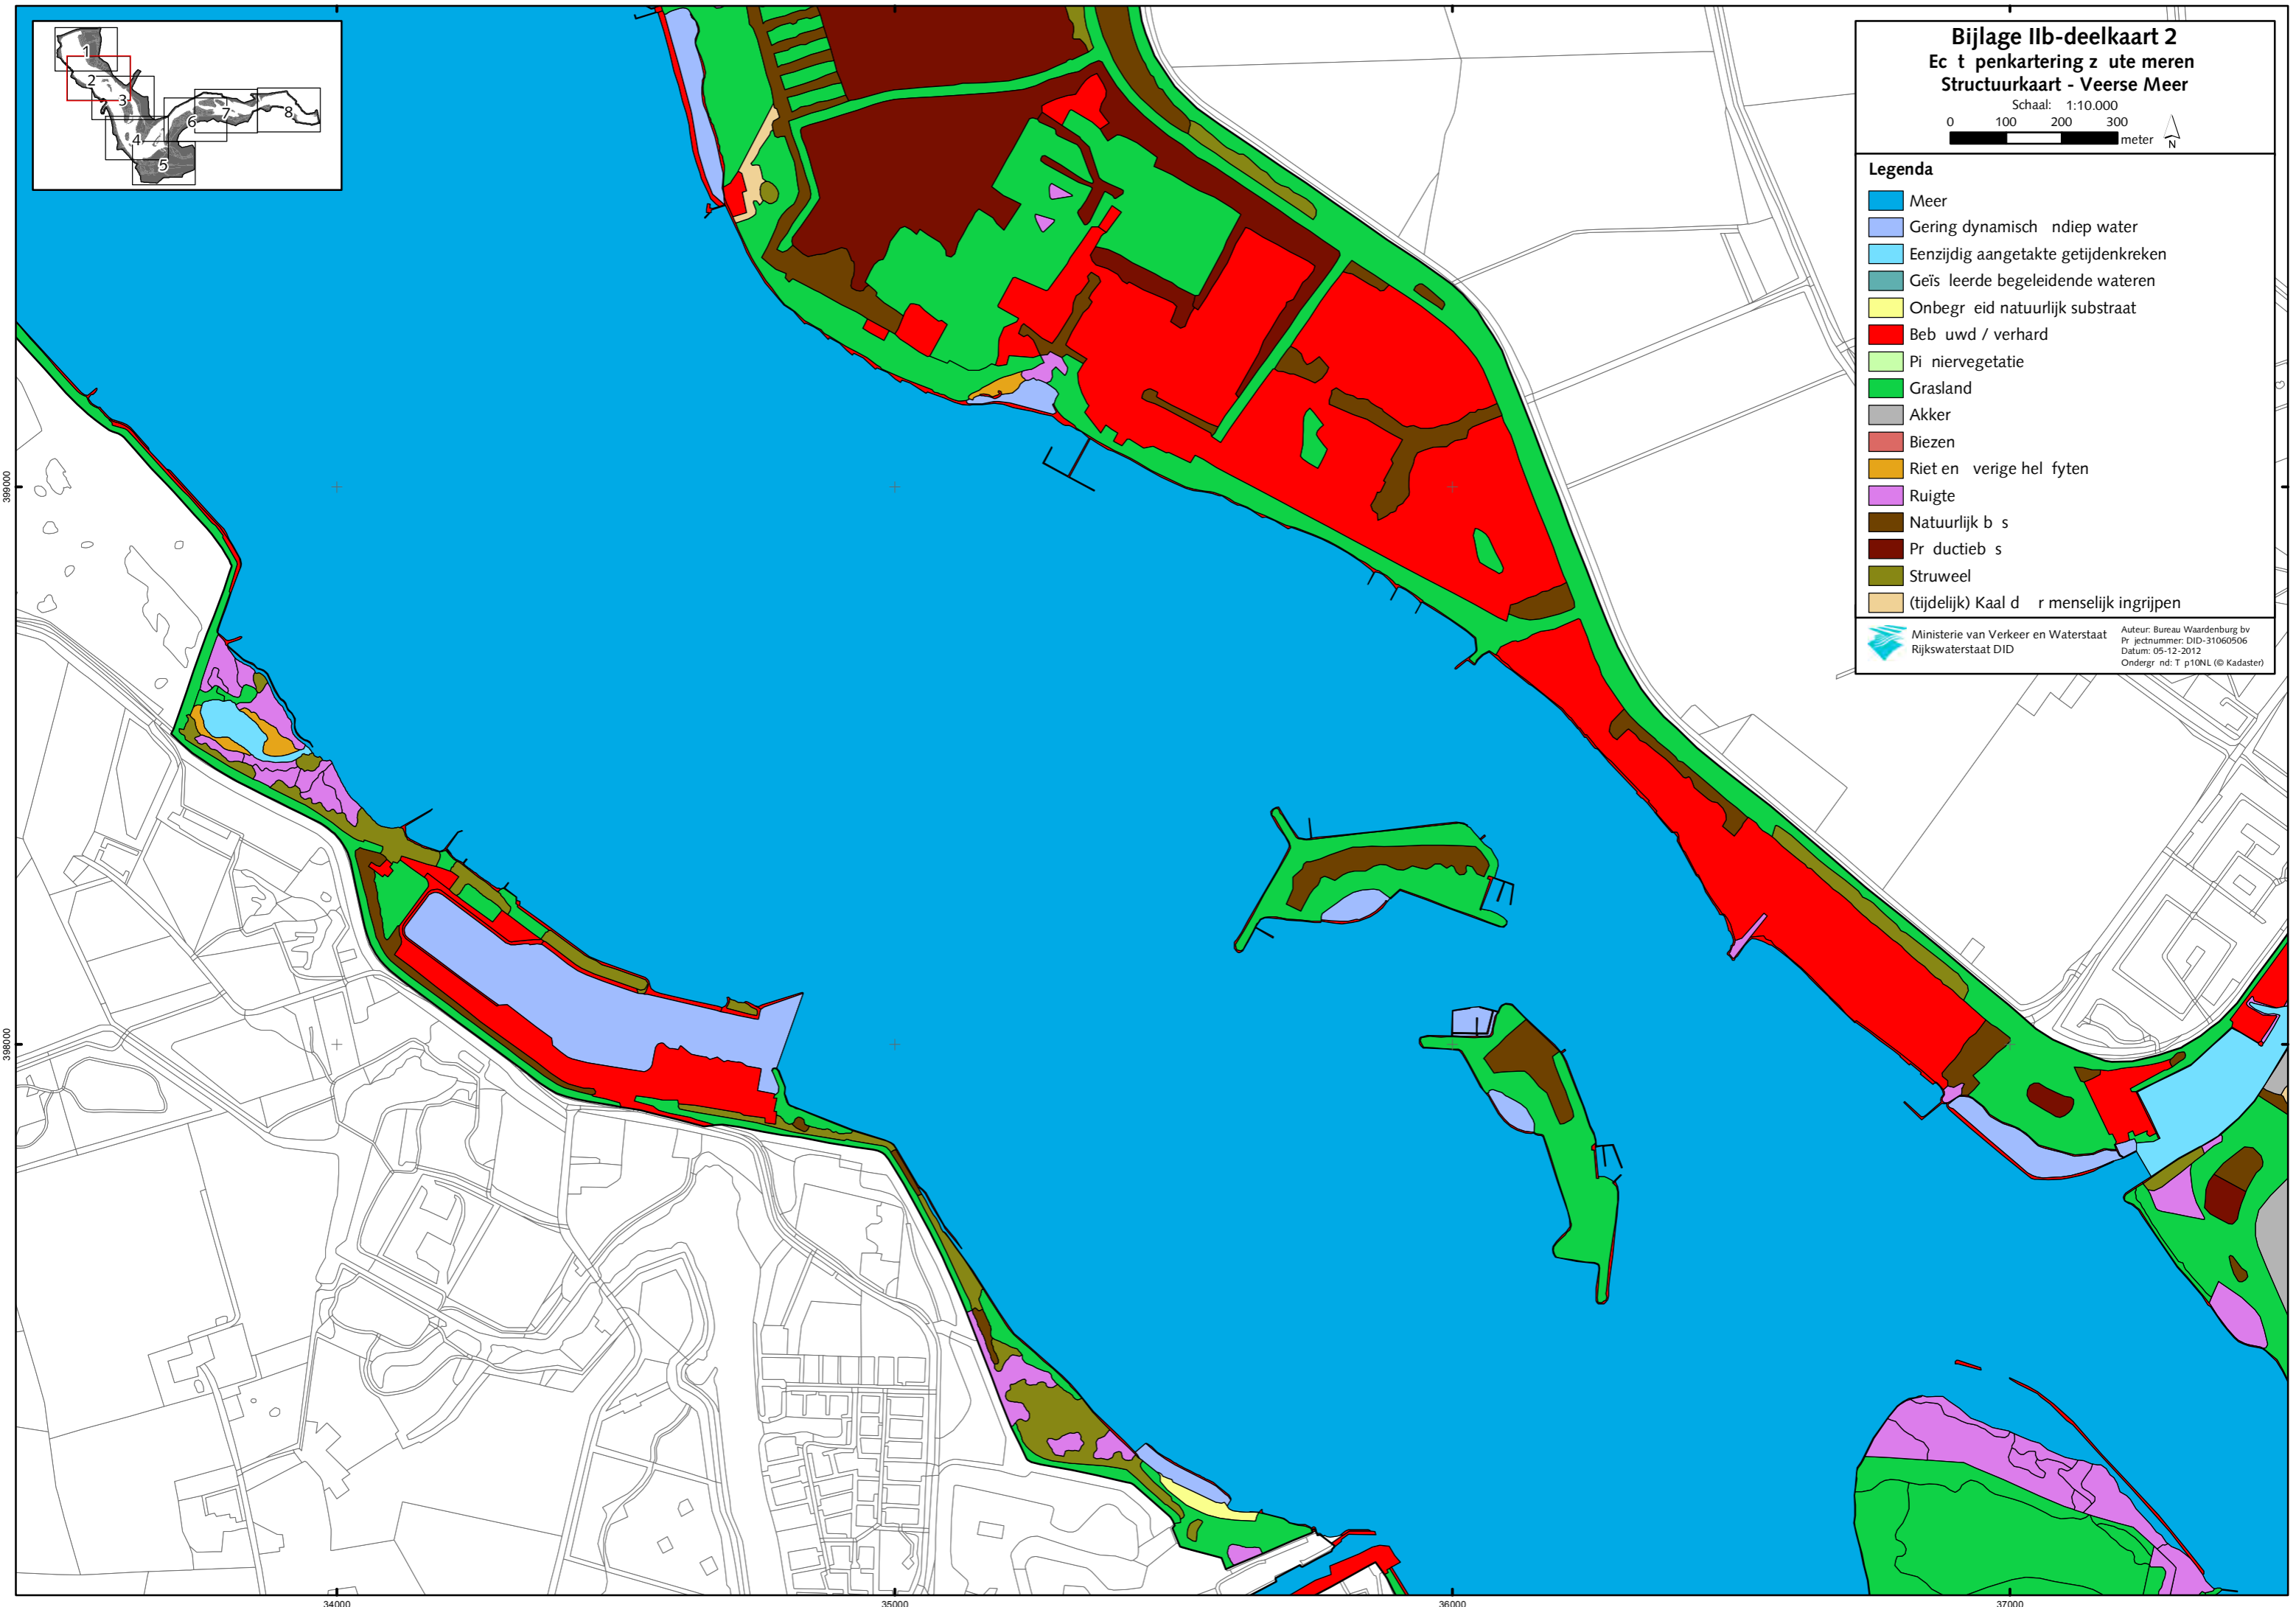 1
2
3
4
5
6
7
8
Bijlage IIb-deelkaart 2
Ec t penkartering z ute meren
Structuurkaart - Veerse Meer
Schaal: 1:10.000
0 100 200 300
meter
N
Legenda
Meer
Gering dynamisch ndiep water
Eenzijdig aangetakte getijdenkreken
Geïs leerde begeleidende wateren
Onbegr eid natuurlijk substraat
Beb uwd / verhard
Pi niervegetatie
Grasland
Akker
Biezen
Riet en verige hel fyten
Ruigte
Natuurlijk b s
Pr ductieb s
Struweel
(tijdelijk) Kaal d r menselijk ingrijpen
Ministerie van Verkeer en Waterstaat
Rijkswaterstaat DID
Auteur: Bureau Waardenburg bv
Pr jectnummer: DID-31060506
Datum: 05-12-2012
Ondergr nd: T p10NL (© Kadaster)
399000
398000
34000 35000 36000 37000